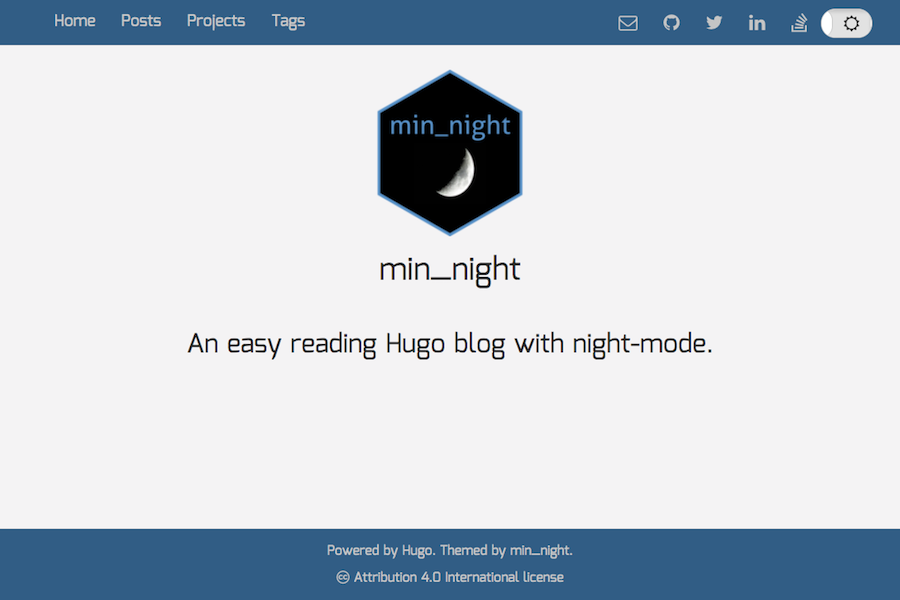 Home Posts Projects Tags
min_night
min_night
An easy reading Hugo blog with night-mode.
Powered by Hugo. Themed by min_night.
Attribution 4.0 International license